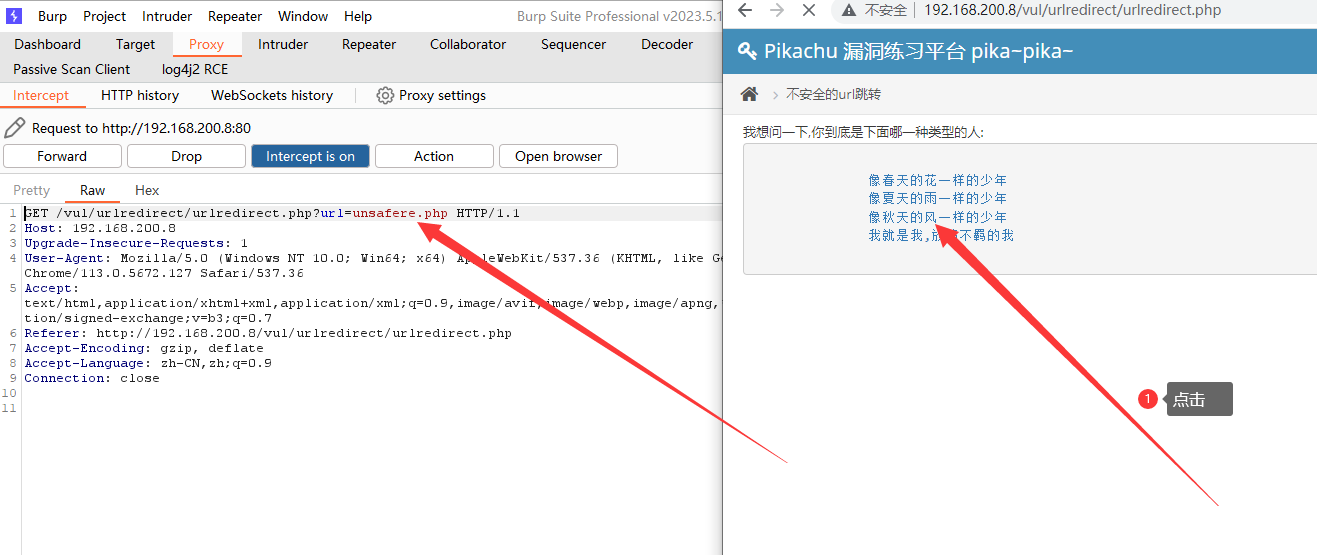 Burp Project Intruder Repeater Window Help Burp Suite Professional v2023.5.1
Dashboard Target Proxy Intruder Repeater Collaborator Sequencer Decoder
Passive Scan Client log4j2 RCE
Intercept HTTP history WebSockets history Proxy settings
Request to http://192.168.200.8:80
Forward Drop Intercept is on Action Open browser
Pretty Raw Hex
1 GET /vul/urlredirect/urlredirect.php?url=unsafere.php HTTP/1.1
2 Host: 192.168.200.8
3 Upgrade-Insecure-Requests: 1
4 User-Agent: Mozilla/5.0 (Windows NT 10.0; Win64; x64) AppleWebKit/537.36 (KHTML, like Ge
Chrome/113.0.5672.127 Safari/537.36
5 Accept:
text/html,application/xhtml+xml,application/xml;q=0.9,image/avif,image/webp,image/apng,
tion/signed-exchange;v=b3;q=0.7
6 Referer: http://192.168.200.8/vul/urlredirect/urlredirect.php
7 Accept-Encoding: gzip, deflate
8 Accept-Language: zh-CN,zh;q=0.9
9 Connection: close
10
11
不安全 192.168.200.8/vul/urlredirect/urlredirect.php
Pikachu 漏洞练习平台 pika~pika~
不安全的url跳转
我想问一下,你到底是下面哪一种类型的人:
像春天的花一样的少年
像夏天的雨一样的少年
像秋天的风一样的少年
我就是我,不羁的我
1 点击